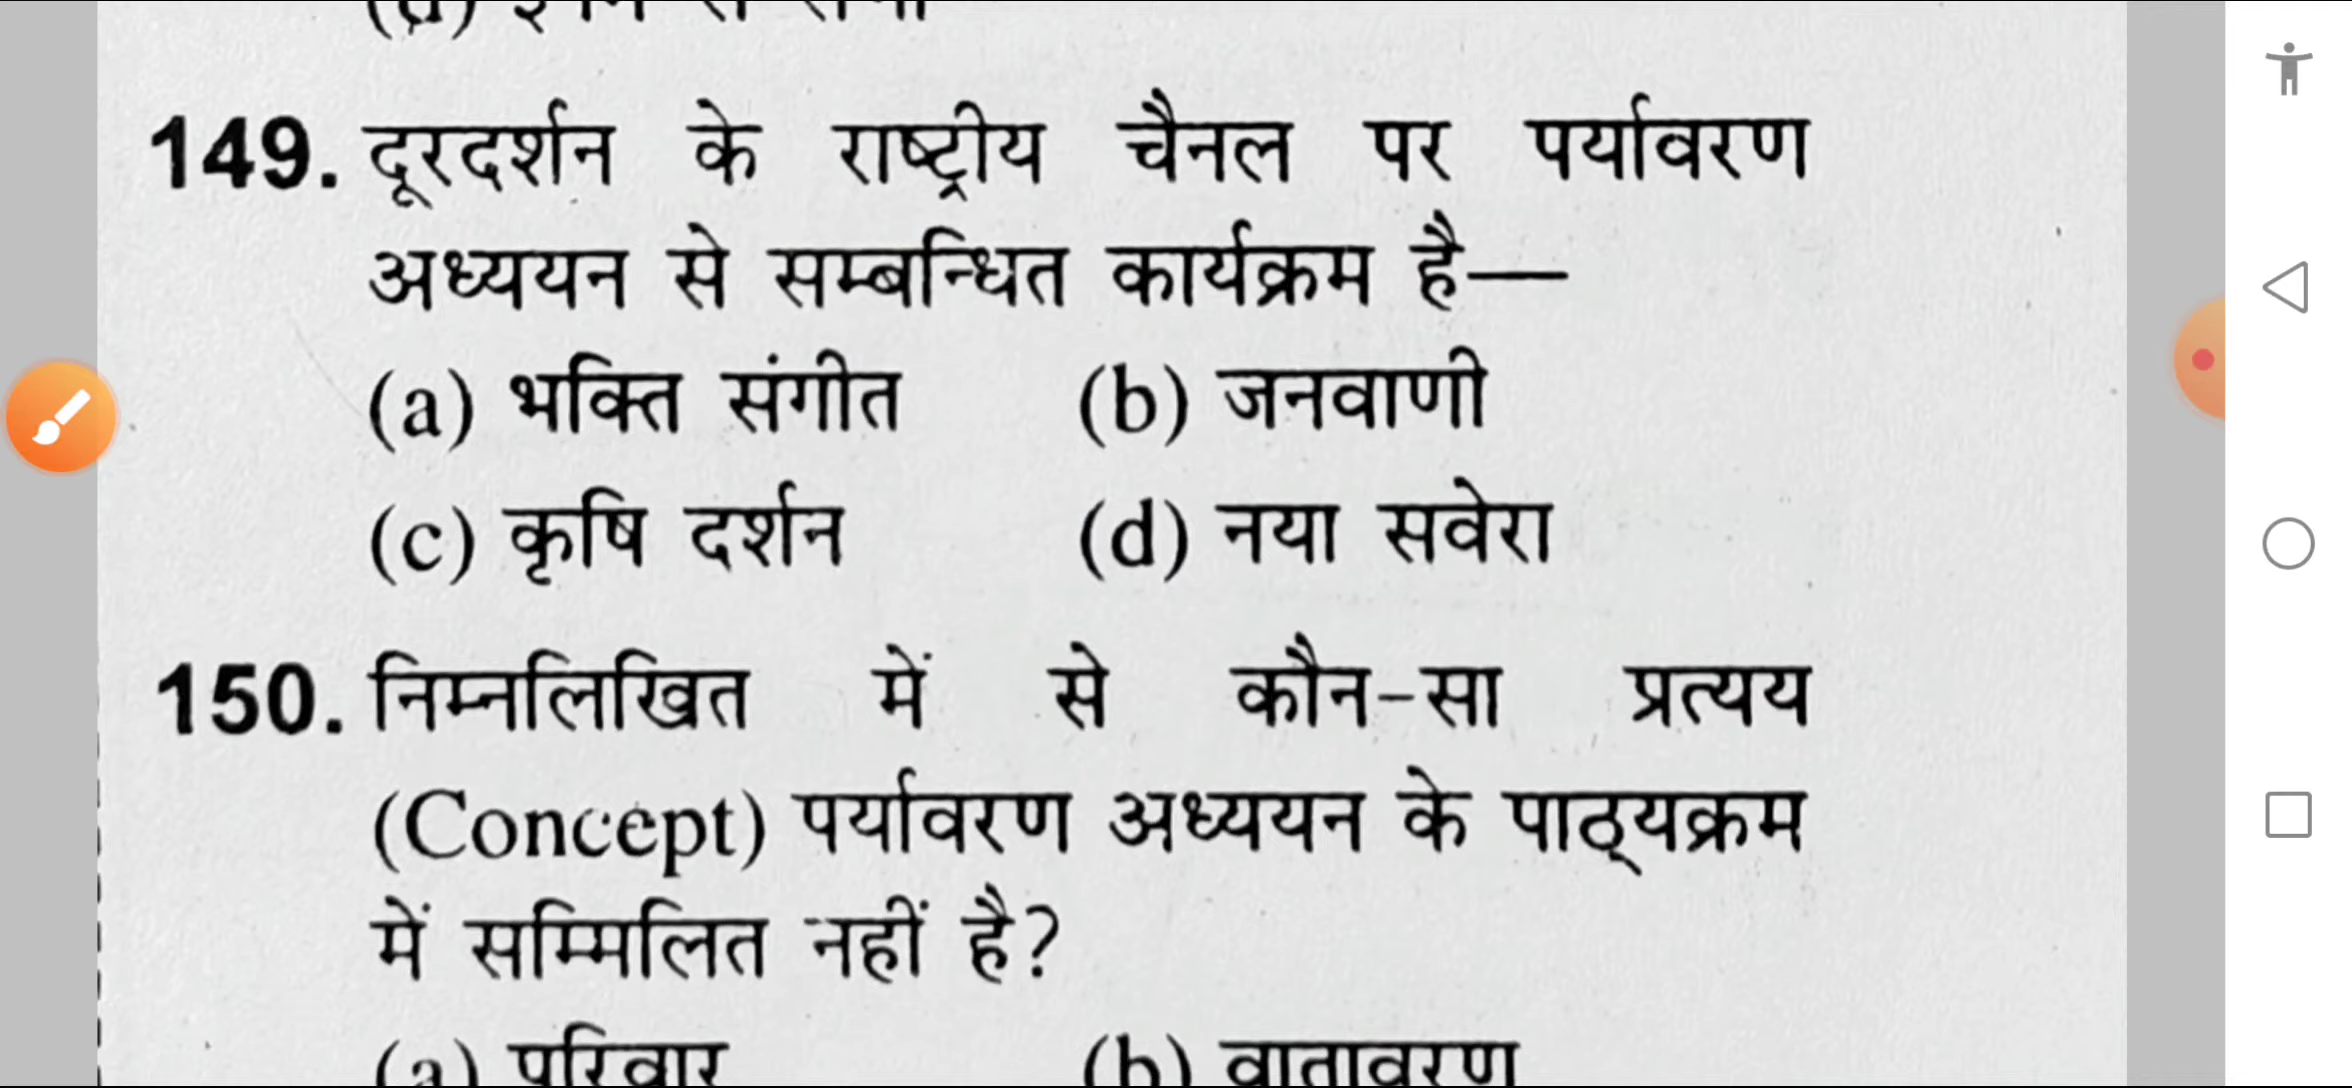 149. दूरदर्शन के राष्ट्रीय चैनल पर पर्यावरण
अध्ययन से सम्बन्धित कार्यक्रम है—
(a) भक्ति संगीत (b) जनवाणी
(c) कृषि दर्शन (d) नया सवेरा
150. निम्नलिखित में से कौन-सा प्रत्यय
(Concept) पर्यावरण अध्ययन के पाठ्यक्रम
में सम्मिलित नहीं है?
(a) परिवार (b) वातावरण